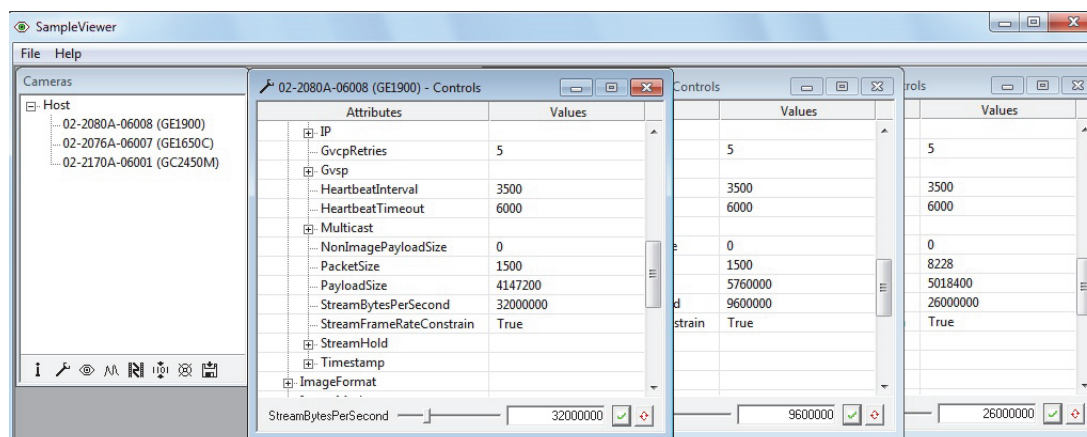 SampleViewer
File Help
Cameras
Host
02-2080A-06008 (GE1900)
02-2076A-06007 (GE1650C)
02-2170A-06001 (GC2450M)
02-2080A-06008 (GE1900) - Controls
Attributes Values
IP
GvcpRetries 5
Gvsp
HeartbeatInterval 3500
HeartbeatTimeout 6000
Multicast
NonImagePayloadSize 0
PacketSize 1500
PayloadSize 4147200
StreamBytesPerSecond 32000000
StreamFrameRateConstrain True
StreamHold
Timestamp
ImageFormat
StreamBytesPerSecond 32000000
Controls
Values
5
3500
6000
e 0
1500
5760000
d 9600000
strain True
9600000
rols
Values
5
3500
6000
0
8228
5018400
26000000
True
26000000